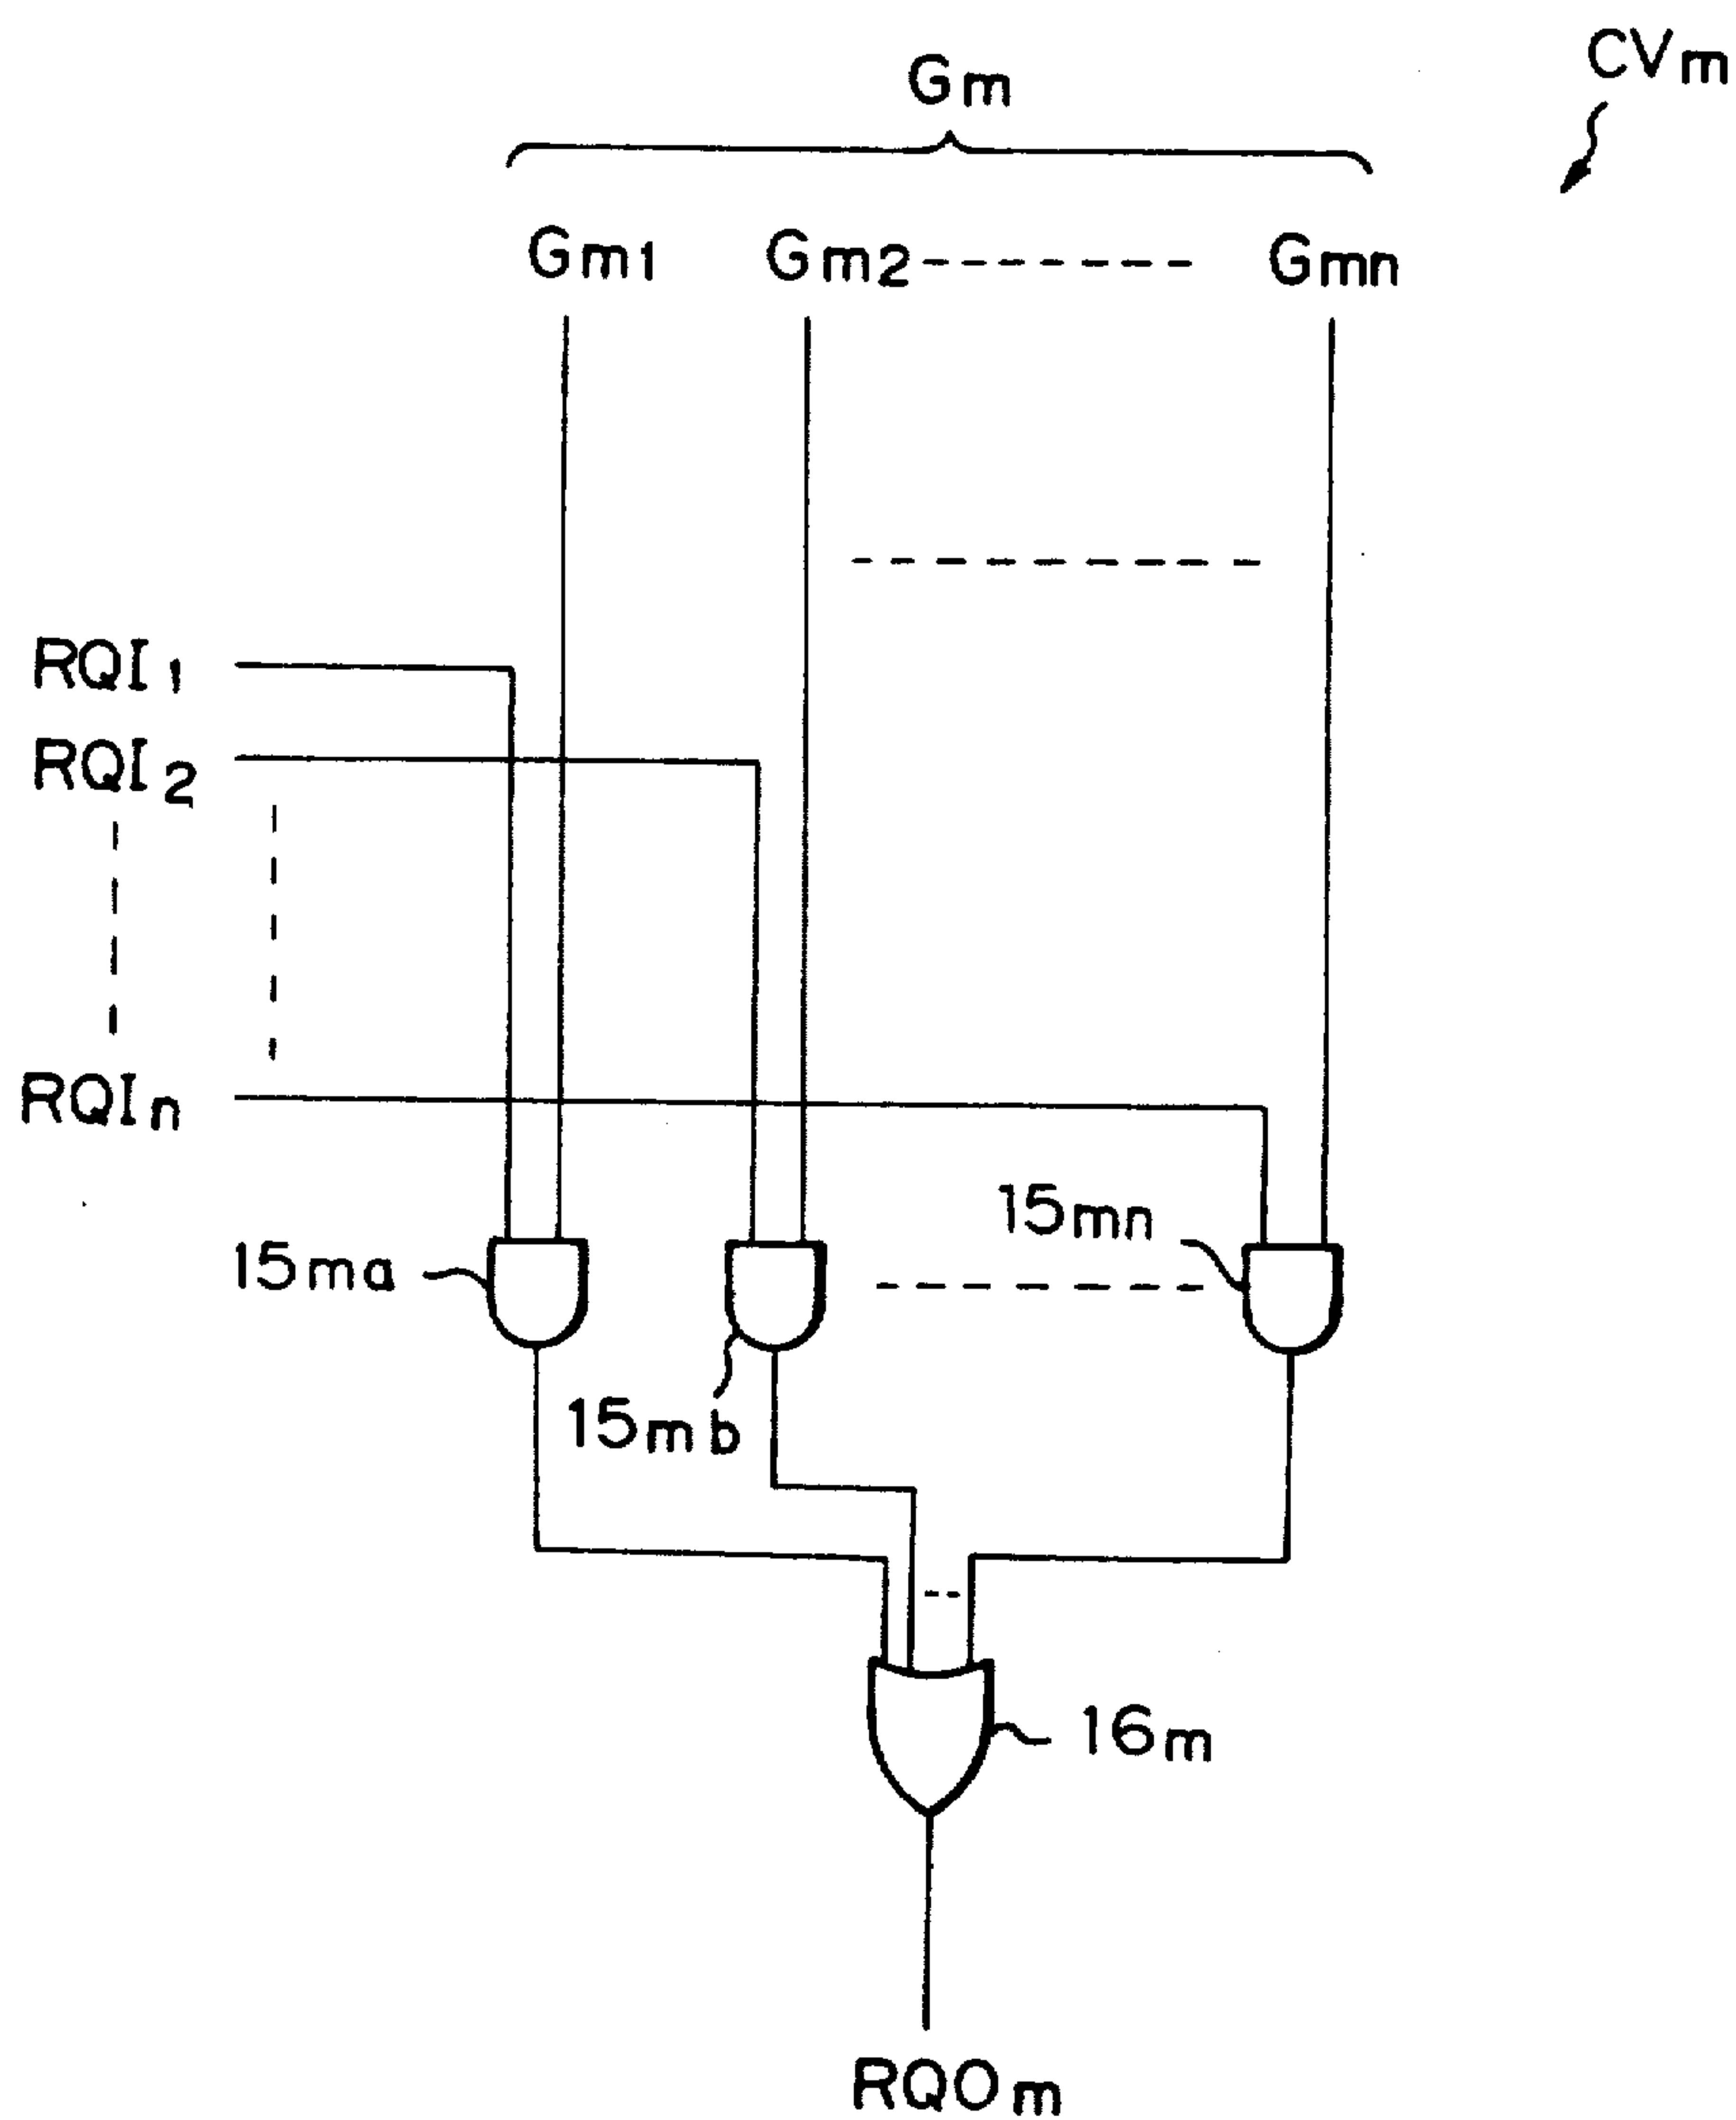 CVm
Gm
Gm1 Gm2 Gmn
RQI1
RQI2
RQIn
15mn
15ma
15mb
16m
RQOm